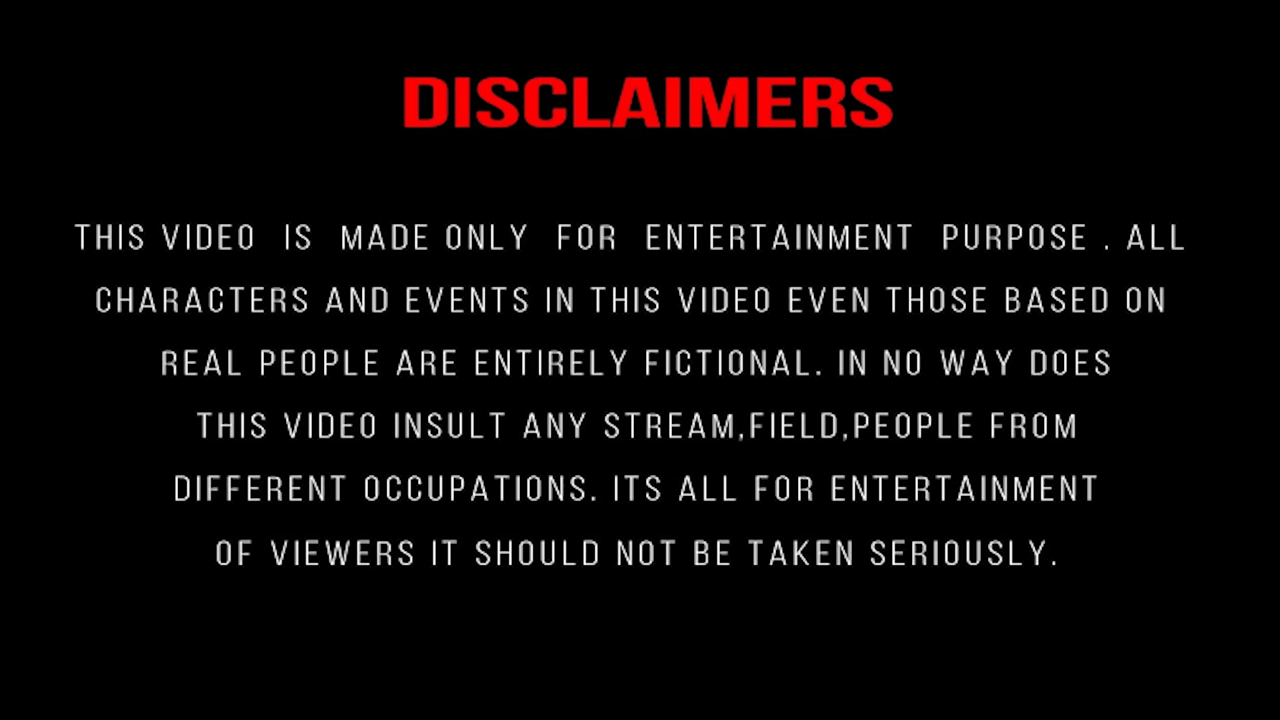 DISCLAIMERS
THIS VIDEO IS MADE ONLY FOR ENTERTAINMENT PURPOSE . ALL
CHARACTERS AND EVENTS IN THIS VIDEO EVEN THOSE BASED ON
REAL PEOPLE ARE ENTIRELY FICTIONAL. IN NO WAY DOES
THIS VIDEO INSULT ANY STREAM,FIELD,PEOPLE FROM
DIFFERENT OCCUPATIONS. ITS ALL FOR ENTERTAINMENT
OF VIEWERS IT SHOULD NOT BE TAKEN SERIOUSLY.